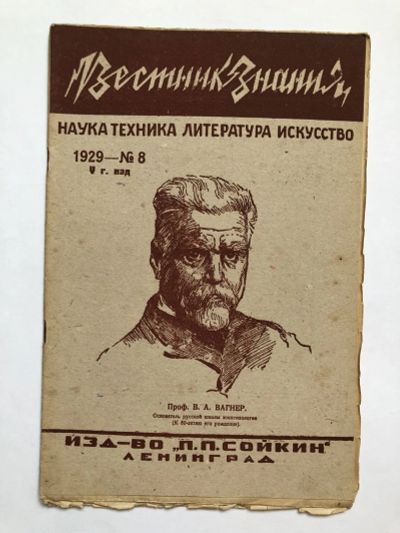 Вестник Знания
НАУКА ТЕХНИКА ЛИТЕРАТУРА ИСКУССТВО
1929—№ 8
V г. изд
Проф. В. А. ВАГНЕР.
Основатель русской школы зоопсихологов
(К 80-летию его рождения).
ИЗД-ВО „П.П.СОЙКИН“
ЛЕНИНГРАД